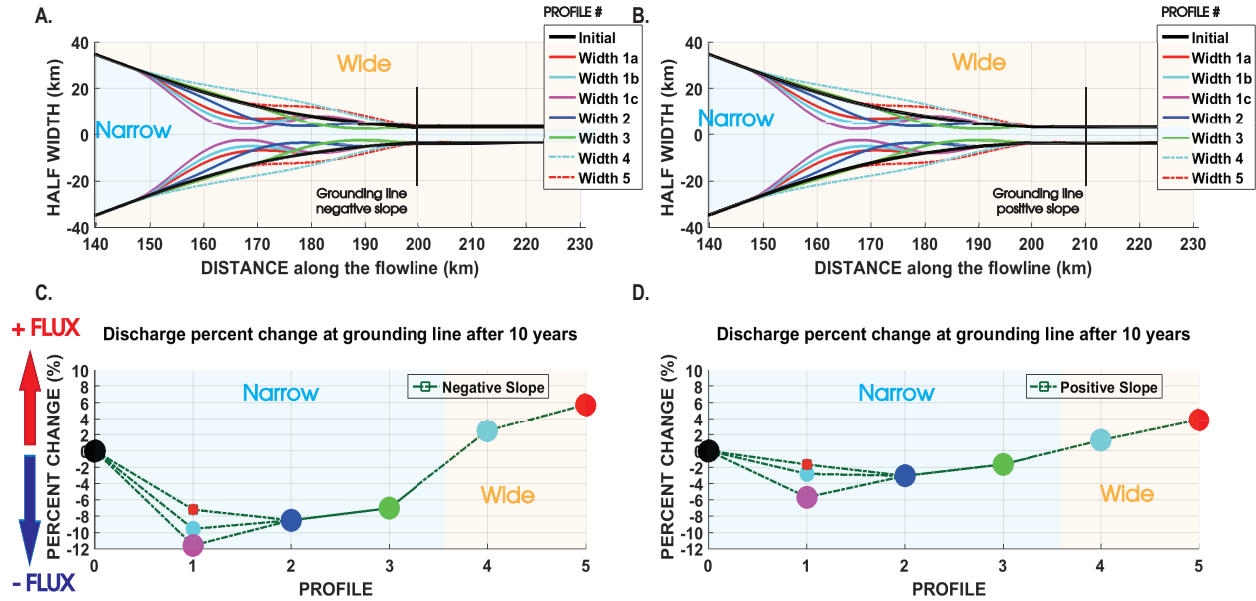 A.
PROFILE #
Initial
Width 1a
Width 1b
Width 1c
Width 2
Width 3
Width 4
Width 5
Wide
Narrow
HALF WIDTH (km)
40
20
0
-20
-40
Grounding line
negative slope
140 150 160 170 180 190 200 210 220 230
DISTANCE along the flowline (km)
B.
PROFILE #
Initial
Width 1a
Width 1b
Width 1c
Width 2
Width 3
Width 4
Width 5
Wide
Narrow
HALF WIDTH (km)
40
20
0
-20
-40
Grounding line
positive slope
140 150 160 170 180 190 200 210 220 230
DISTANCE along the flowline (km)
C.
+ FLUX
- FLUX
Discharge percent change at grounding line after 10 years
PERCENT CHANGE (%)
10
8
6
4
2
0
-2
-4
-6
-8
-10
-12
Narrow
Negative Slope
Wide
0 1 2 3 4 5
PROFILE
D.
Discharge percent change at grounding line after 10 years
PERCENT CHANGE (%)
10
8
6
4
2
0
-2
-4
-6
-8
-10
-12
Narrow
Positive Slope
Wide
0 1 2 3 4 5
PROFILE